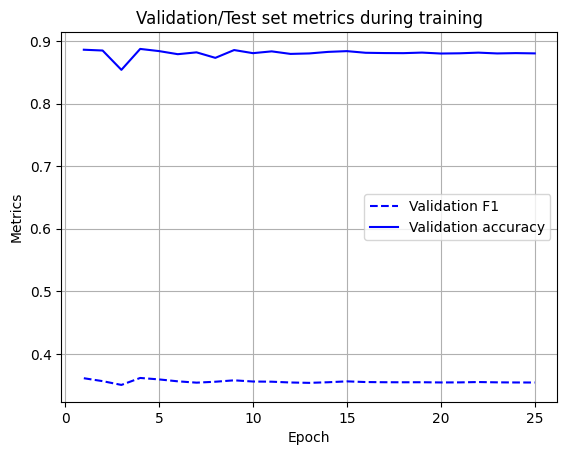 Validation/Test set metrics during training
0.9
0.8
0.7
0.6
0.5
0.4
Metrics
Validation F1
Validation accuracy
0
5
10
15
20
25
Epoch